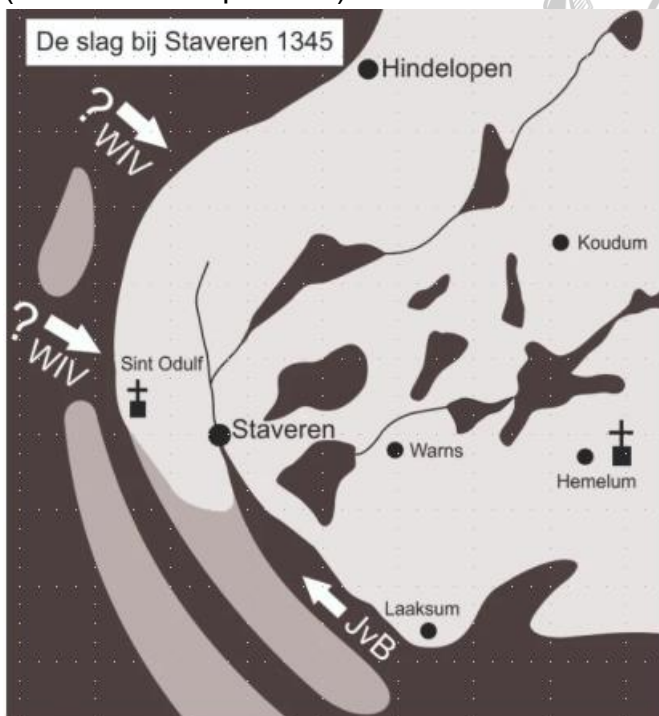 De slag bij Staveren 1345
Hindelopen
?
WIV
Koudum
?
WIV
Sint Odulf
Staveren
Warns
Hemelum
Laaksum
JvB